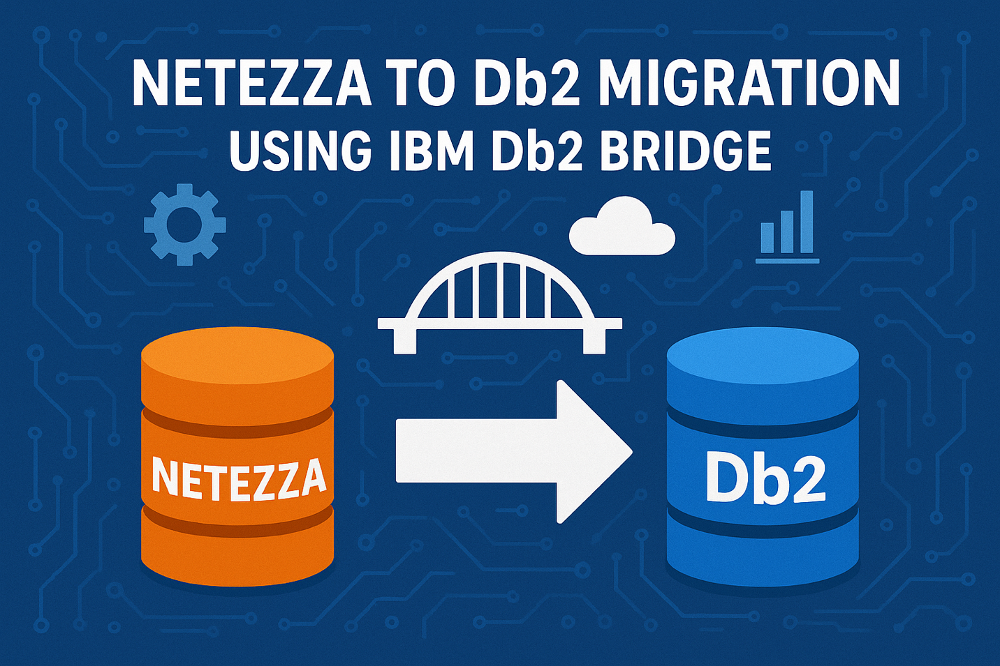 NETEZZA TO Db2 MIGRATION
USING IBM Db2 BRIDGE
NETEZZA
Db2